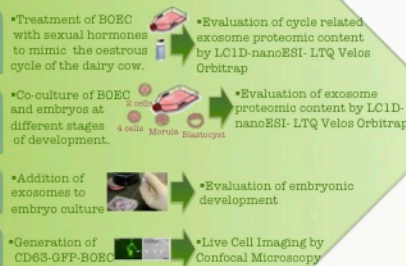 ▪Treatment of BOEC
with sexual hormones
to mimic the oestrous
cycle of the dairy cow.
▪Evaluation of cycle related
exosome proteomic content
by LC1D-nanoESI- LTQ Velos
Orbitrap
▪Co-culture of BOEC
and embryos at
different stages
of development.
2 cells
4 cells Morula Blastocyst
▪Evaluation of exosome
proteomic content by LC1D-
nanoESI- LTQ Velos Orbitrap
▪Addition of
exosomes to
embryo culture
▪Evaluation of embryonic
development
▪Generation of
CD63-GFP-BOEC
▪Live Cell Imaging by
Confocal Microscopy